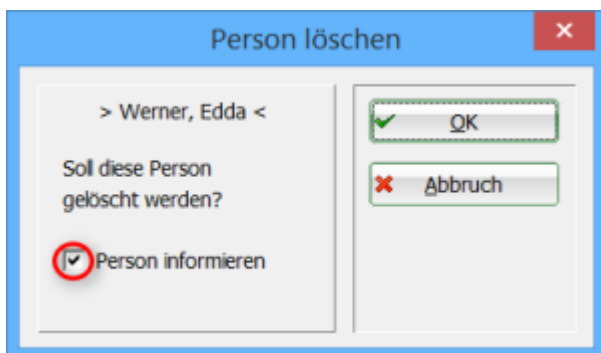 Person löschen
> Werner, Edda <
Soll diese Person
gelöscht werden?
Person informieren
OK
Abbruch